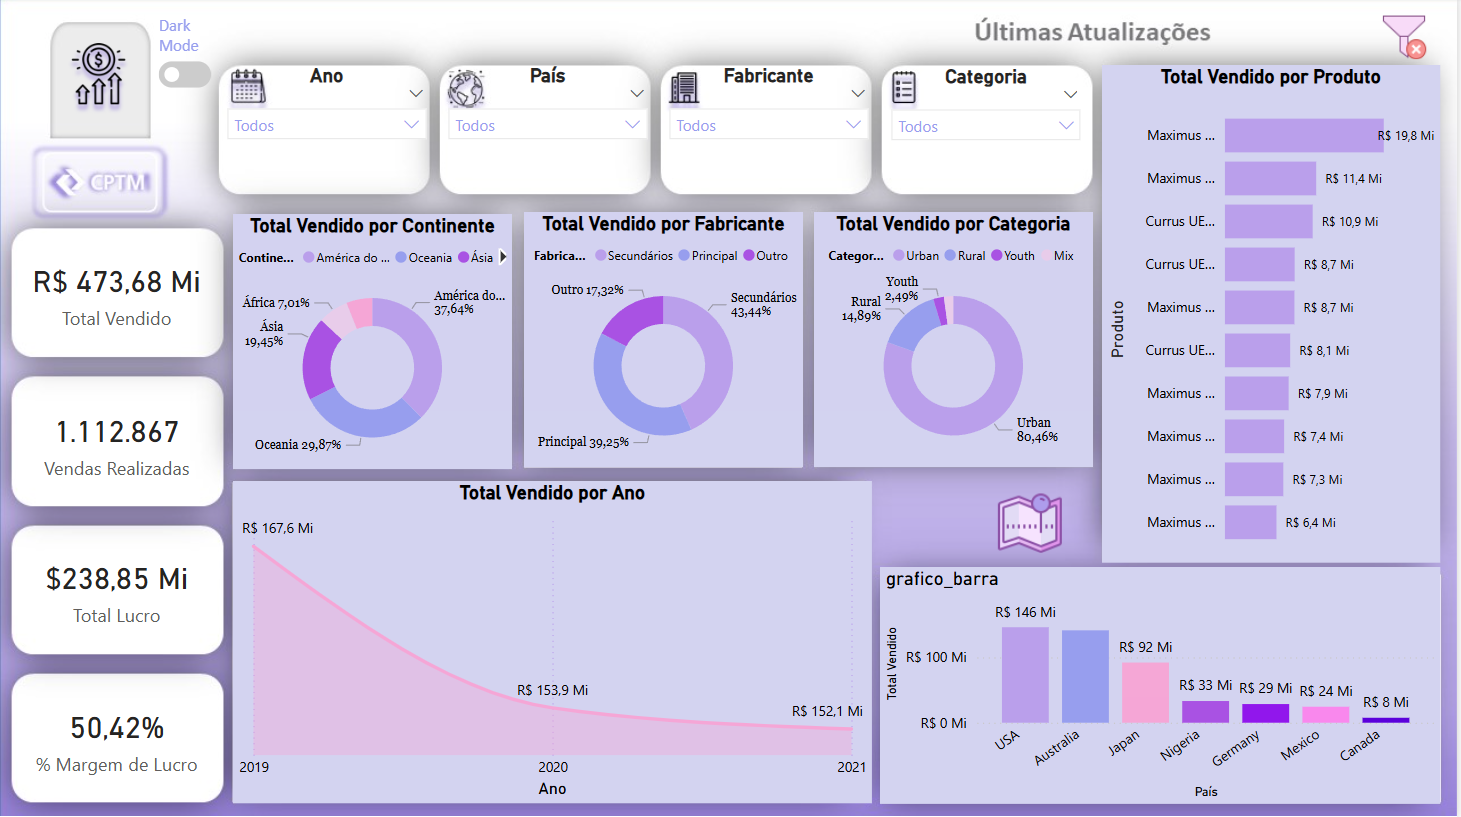 Dark
Mode
Últimas Atualizações
Ano
Todos
País
Todos
Fabricante
Todos
Categoria
Todos
CPTM
R$ 473,68 Mi
Total Vendido
1.112.867
Vendas Realizadas
$238,85 Mi
Total Lucro
50,42%
% Margem de Lucro
Total Vendido por Continente
Contine... América do ... Oceania Ásia
África 7,01%
América do...
37,64%
Ásia
19,45%
Oceania 29,87%
Total Vendido por Fabricante
Fabrica... Secundários Principal Outro
Outro 17,32%
Secundários
43,44%
Principal 39,25%
Total Vendido por Categoria
Categor... Urban Rural Youth Mix
Youth
2,49%
Rural
14,89%
Urban
80,46%
Total Vendido por Produto
Produto
Maximus ... R$ 19,8 Mi
Maximus ... R$ 11,4 Mi
Currus UE... R$ 10,9 Mi
Currus UE... R$ 8,7 Mi
Maximus ... R$ 8,7 Mi
Currus UE... R$ 8,1 Mi
Maximus ... R$ 7,9 Mi
Maximus ... R$ 7,4 Mi
Maximus ... R$ 7,3 Mi
Maximus ... R$ 6,4 Mi
Total Vendido por Ano
R$ 167,6 Mi
R$ 153,9 Mi
R$ 152,1 Mi
2019 2020 2021
Ano
grafico_barra
Total Vendido
R$ 100 Mi
R$ 0 Mi
R$ 146 Mi
R$ 92 Mi
R$ 33 Mi
R$ 29 Mi
R$ 24 Mi
R$ 8 Mi
USA
Australia
Japan
Nigeria
Germany
Mexico
Canada
País